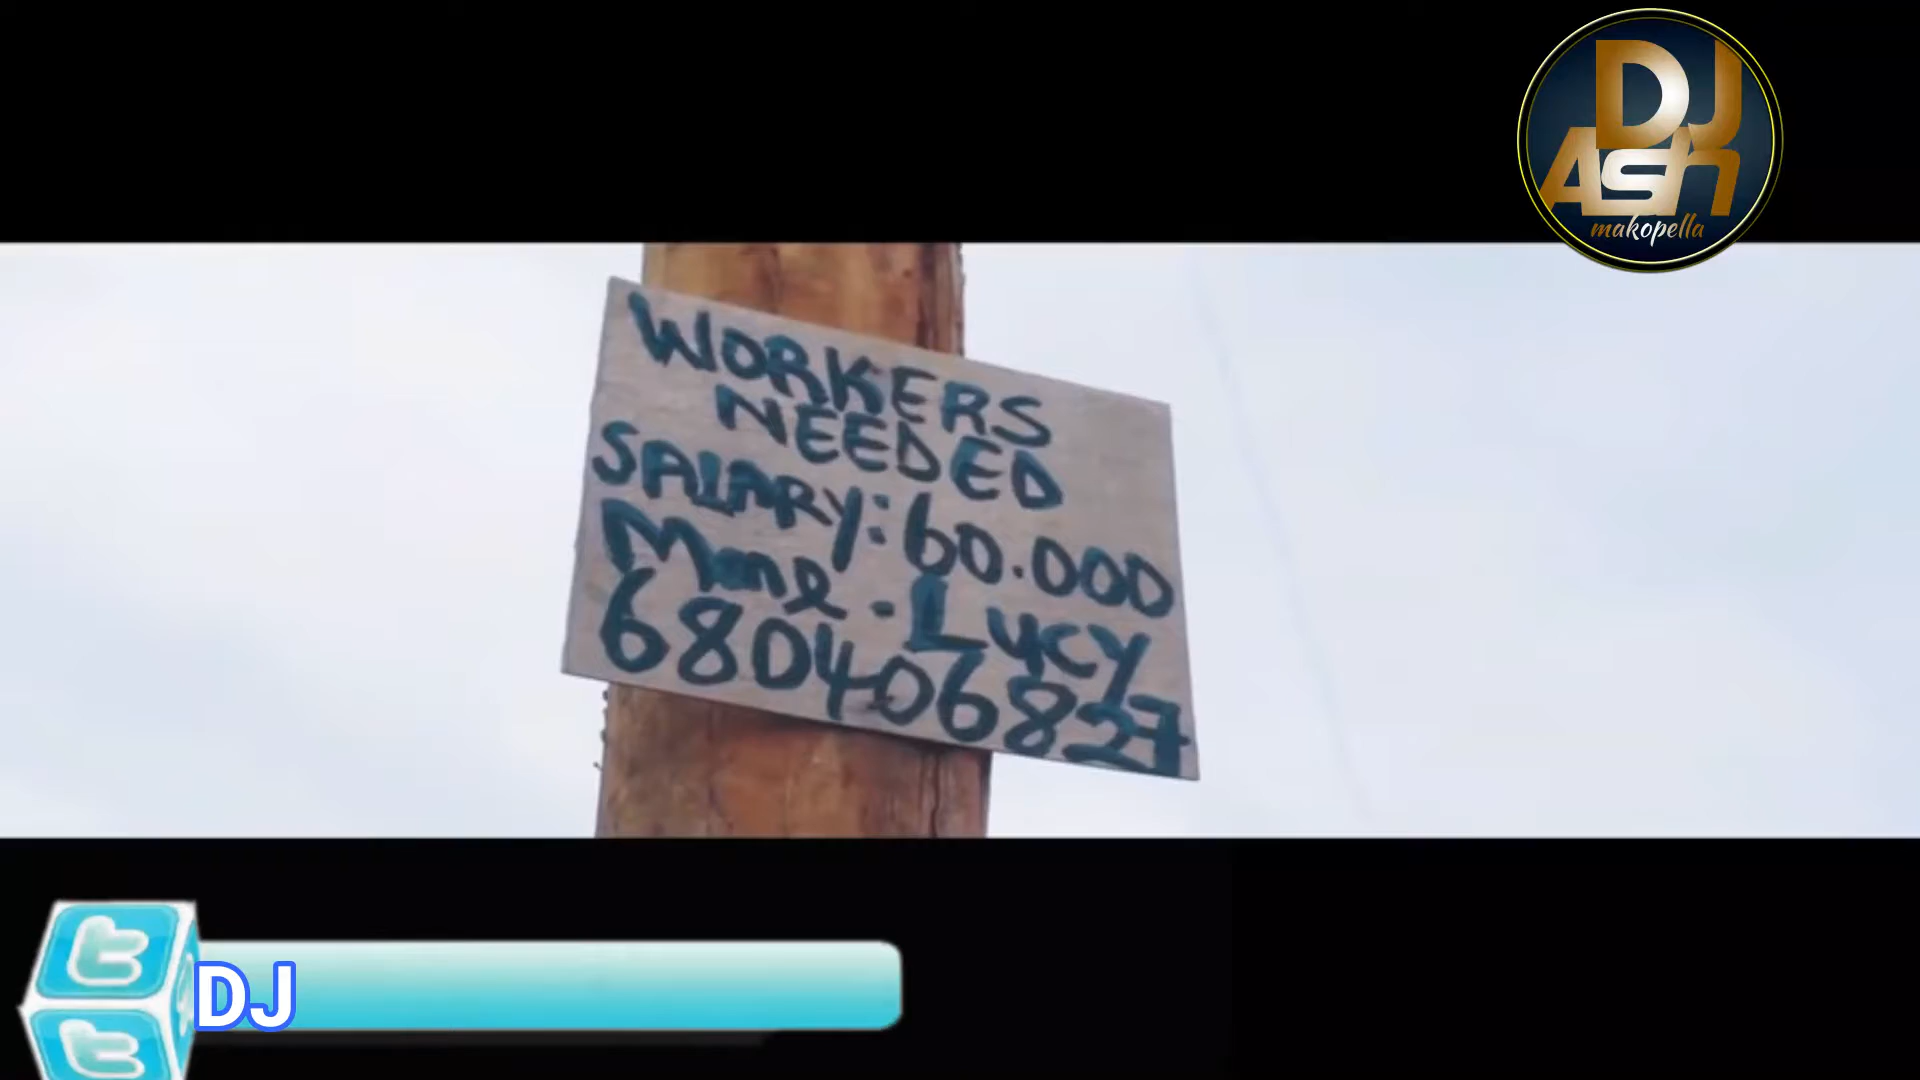 DJ
Ash
makopella
WORKERS
NEEDED
SALARY: 60.000
Mme - Lucy
680406827
DJ